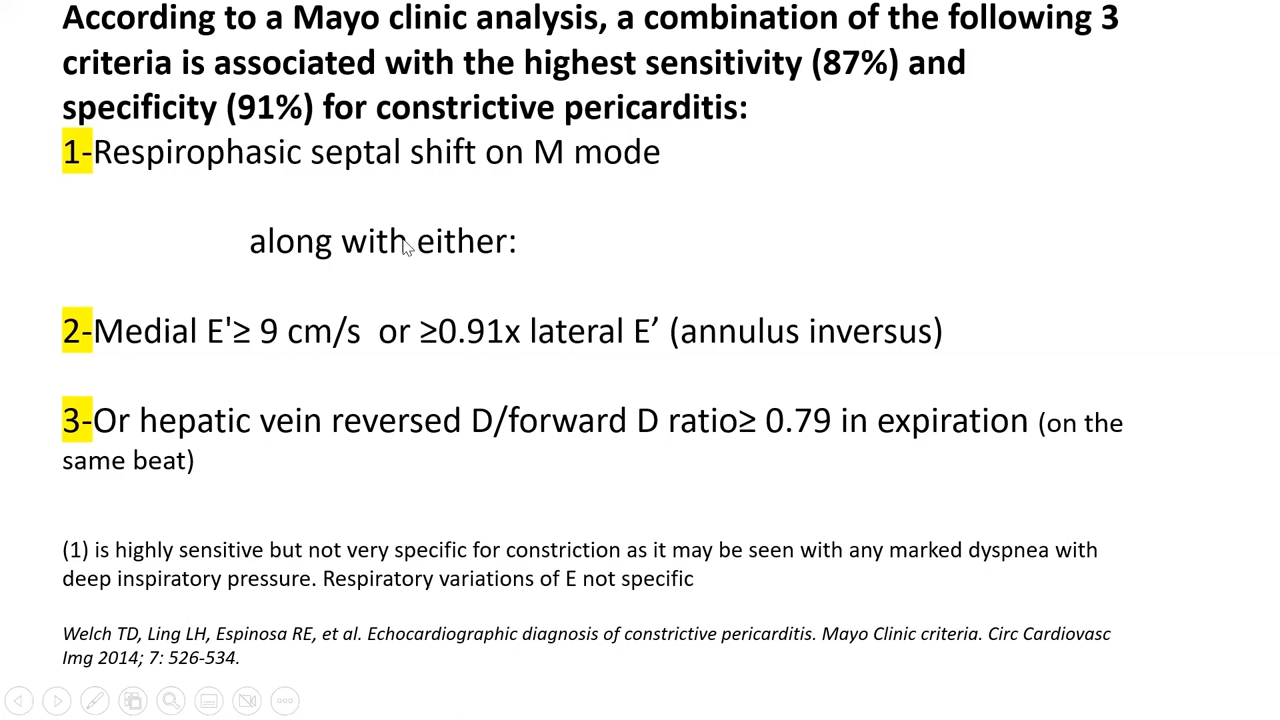 According to a Mayo clinic analysis, a combination of the following 3
criteria is associated with the highest sensitivity (87%) and
specificity (91%) for constrictive pericarditis:
1-Respirophasic septal shift on M mode
along with either:
2-Medial E'≥ 9 cm/s  or ≥0.91x lateral E’ (annulus inversus)
3-Or hepatic vein reversed D/forward D ratio≥ 0.79 in expiration (on the
same beat)
(1) is highly sensitive but not very specific for constriction as it may be seen with any marked dyspnea with
deep inspiratory pressure. Respiratory variations of E not specific
Welch TD, Ling LH, Espinosa RE, et al. Echocardiographic diagnosis of constrictive pericarditis. Mayo Clinic criteria. Circ Cardiovasc
Img 2014; 7: 526-534.